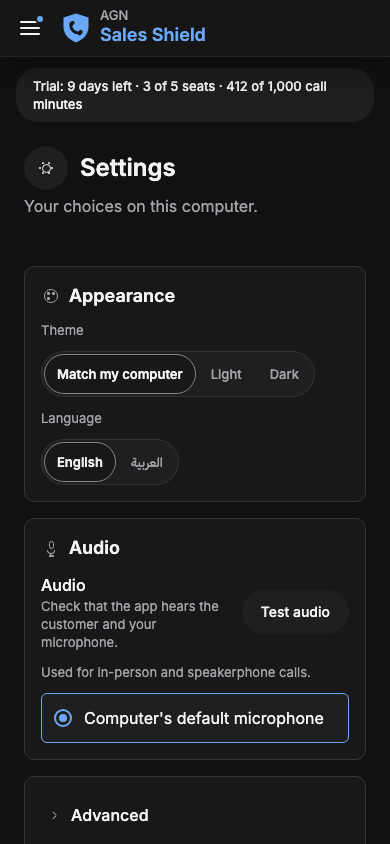 AGN
Sales Shield
Trial: 9 days left · 3 of 5 seats · 412 of 1,000 call
minutes
Settings
Your choices on this computer.
Appearance
Theme
Match my computer Light Dark
Language
English العربية
Audio
Audio
Check that the app hears the
customer and your
microphone.
Test audio
Used for in-person and speakerphone calls.
Computer's default microphone
Advanced